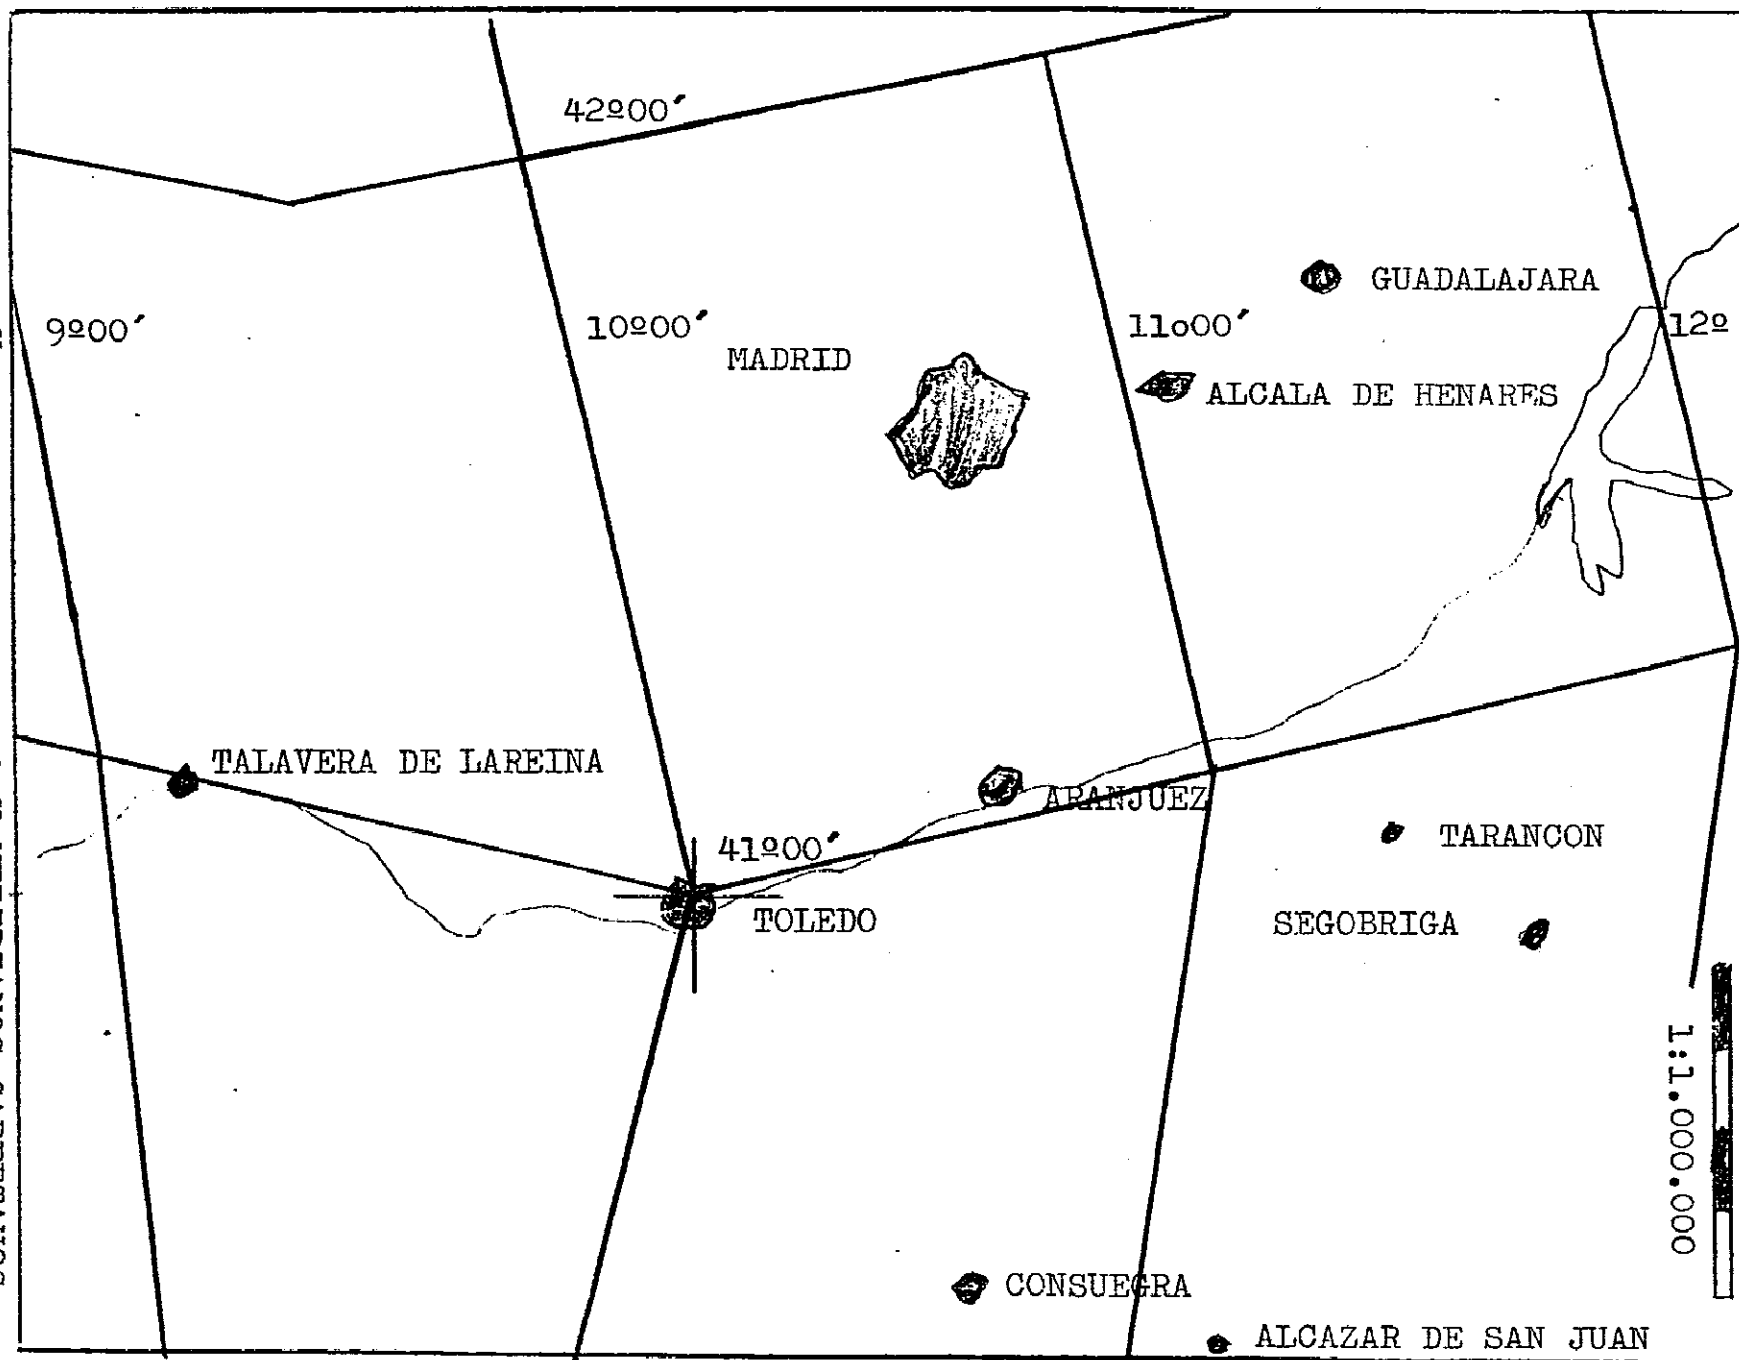 42º00′
GUADALAJARA
9º00′
10º00′
11o00′
12º
MADRID
ALCALA DE HENARES
TALAVERA DE LAREINA
ARANJUEZ
41º00′
TARANCON
TOLEDO
SEGOBRIGA
1:1.000.000
CONSUEGRA
ALCAZAR DE SAN JUAN